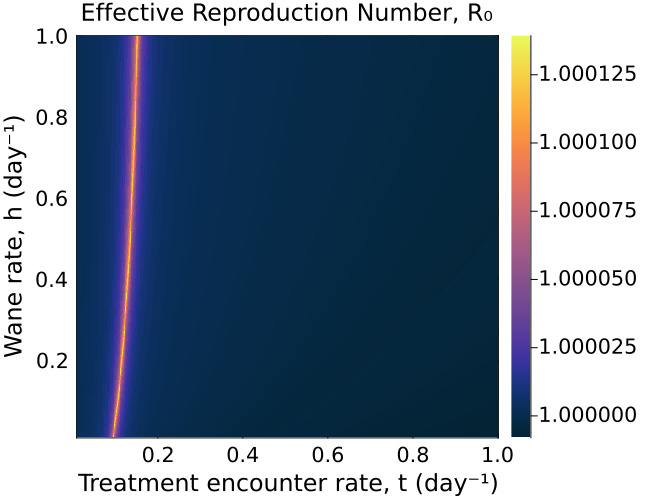 Effective Reproduction Number, R₀
1.0
0.8
0.6
0.4
0.2
Wane rate, h (day⁻¹)
0.2 0.4 0.6 0.8 1.0
Treatment encounter rate, t (day⁻¹)
1.000125
1.000100
1.000075
1.000050
1.000025
1.000000